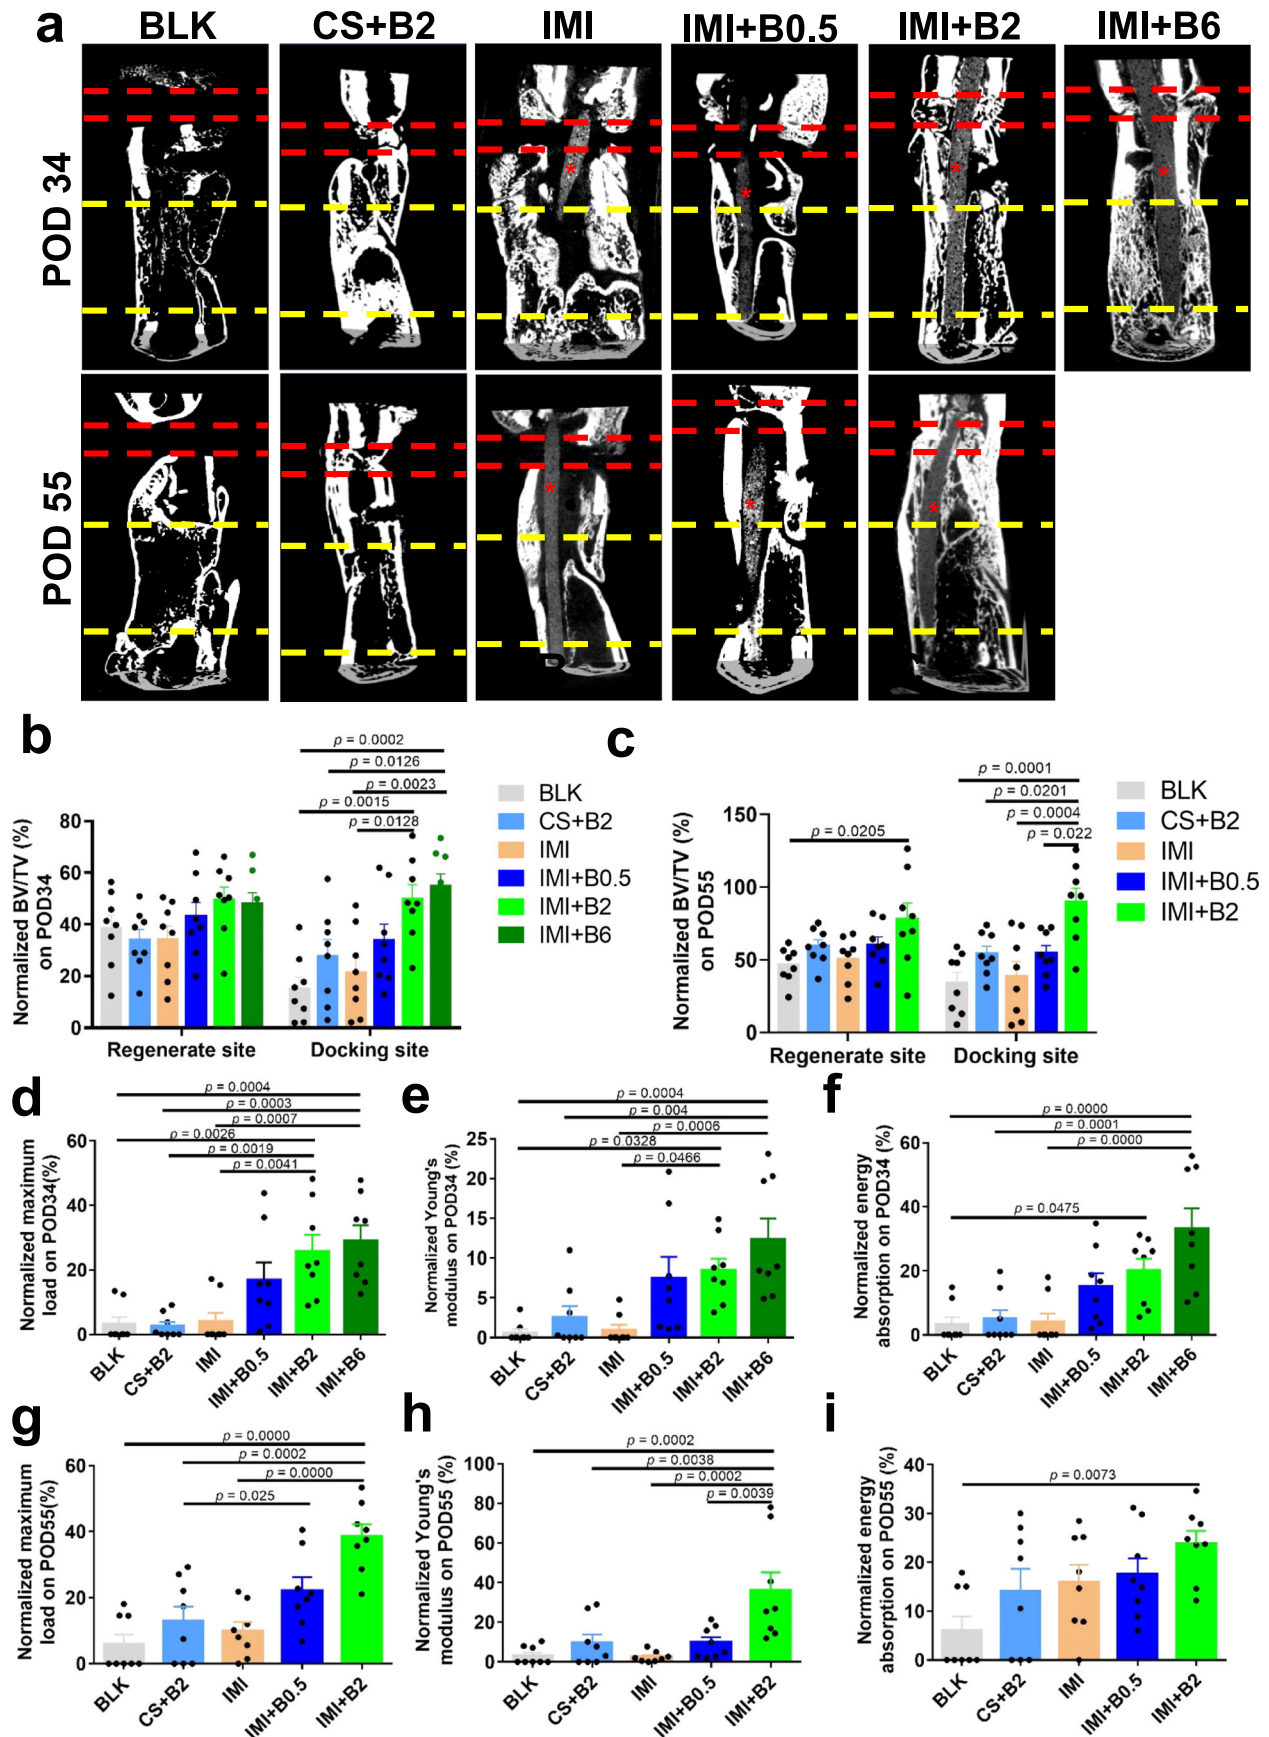 a
BLK CS+B2 IMI IMI+B0.5 IMI+B2 IMI+B6
POD 34
*
*
*
*
POD 55
*
*
*
b
p = 0.0002
p = 0.0126
p = 0.0023
p = 0.0015
p = 0.0128
Normalized BV/TV (%)
on POD34
80
60
40
20
0
Regenerate site Docking site
BLK
CS+B2
IMI
IMI+B0.5
IMI+B2
IMI+B6
c
p = 0.0001
p = 0.0201
p = 0.0004
p = 0.022
p = 0.0205
Normalized BV/TV (%)
on POD55
150
100
50
0
Regenerate site Docking site
BLK
CS+B2
IMI
IMI+B0.5
IMI+B2
d
p = 0.0004
p = 0.0003
p = 0.0007
p = 0.0026
p = 0.0019
p = 0.0041
Normalized maximum
load on POD34(%)
60
40
20
0
BLK CS+B2 IMI IMI+B0.5 IMI+B2 IMI+B6
e
p = 0.0004
p = 0.004
p = 0.0006
p = 0.0328
p = 0.0466
Normalized Young's
modulus on POD34 (%)
25
20
15
10
5
0
BLK CS+B2 IMI IMI+B0.5 IMI+B2 IMI+B6
f
p = 0.0000
p = 0.0001
p = 0.0000
p = 0.0475
Normalized energy
absorption on POD34 (%)
60
40
20
0
BLK CS+B2 IMI IMI+B0.5 IMI+B2 IMI+B6
g
p = 0.0000
p = 0.0002
p = 0.0000
p = 0.025
Normalized maximum
load on POD55(%)
60
40
20
0
BLK CS+B2 IMI IMI+B0.5 IMI+B2
h
p = 0.0002
p = 0.0038
p = 0.0002
p = 0.0039
Normalized Young's
modulus on POD55 (%)
100
80
60
40
20
0
BLK CS+B2 IMI IMI+B0.5 IMI+B2
i
p = 0.0073
Normalized energy
absorption on POD55 (%)
40
30
20
10
0
BLK CS+B2 IMI IMI+B0.5 IMI+B2